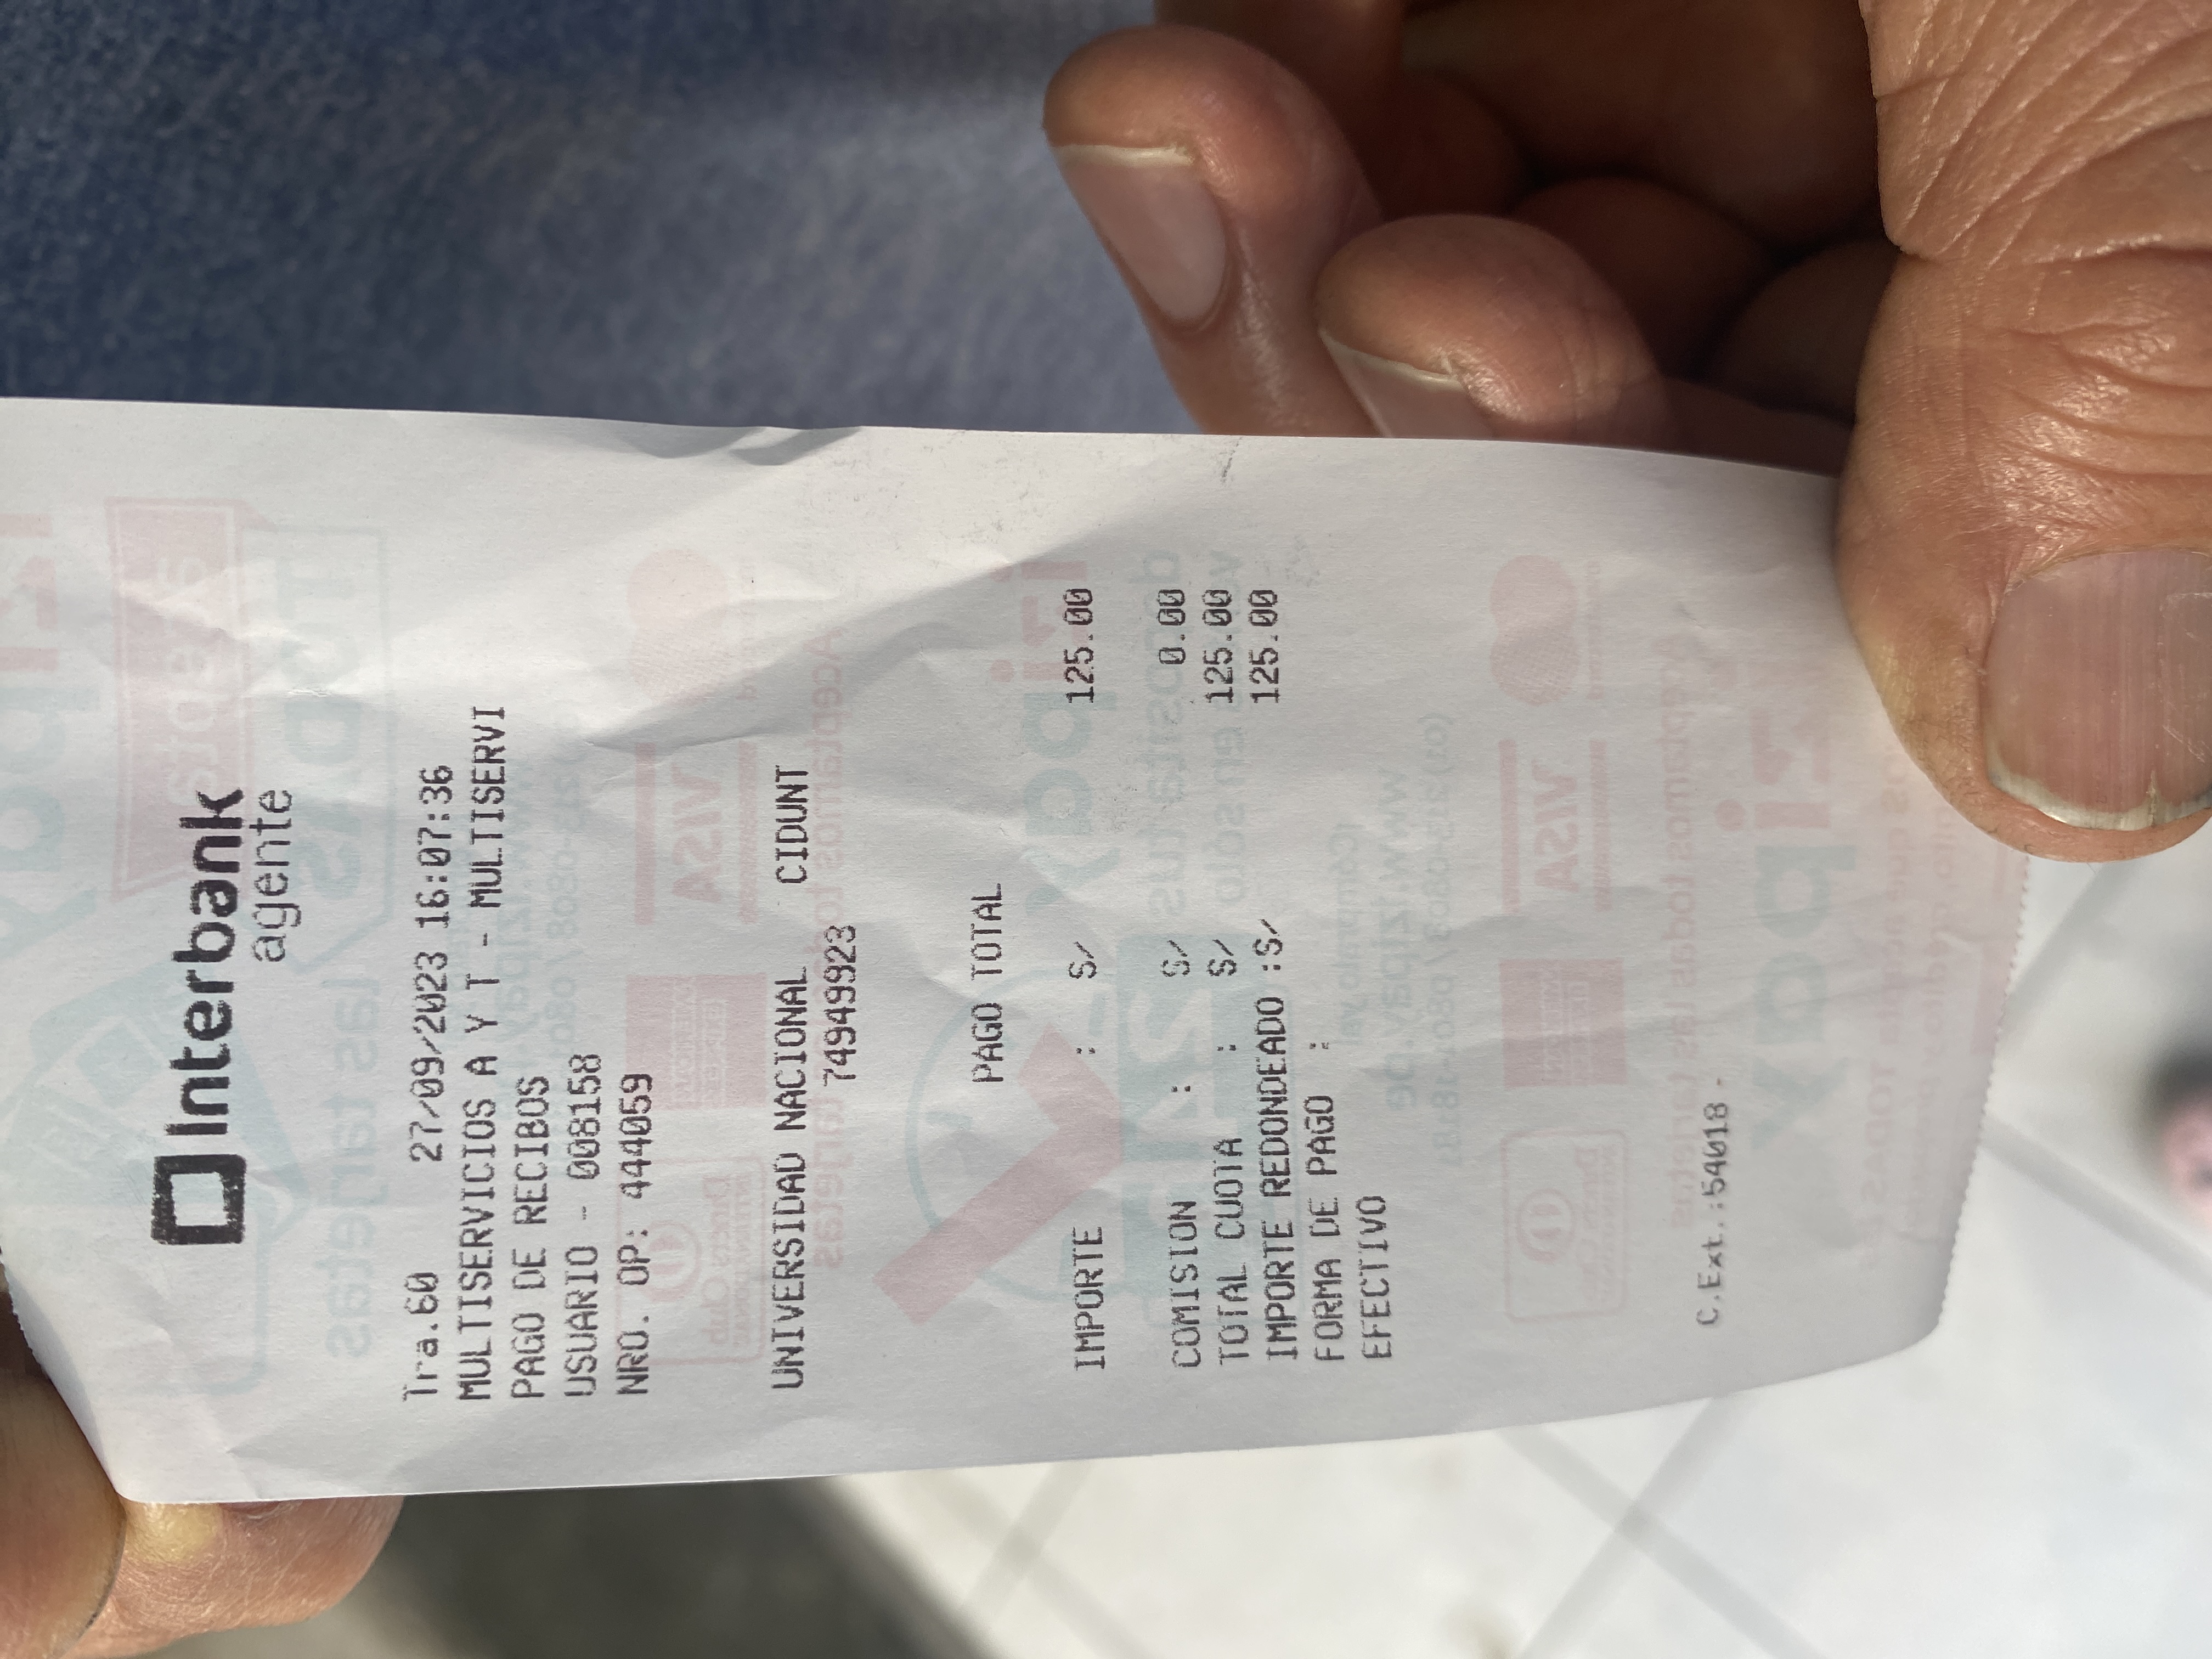 Interbank
agente
Tra.60 27/09/2023 16:07:36
MULTISERVICIOS A Y T - MULTISERVI
PAGO DE RECIBOS
USUARIO - 008158
NRO. OP: 444059
UNIVERSIDAD NACIONAL CIDUNT
74949923
PAGO TOTAL
IMPORTE : S/ 125.00
COMISION : S/ 0.00
TOTAL CUOTA : S/ 125.00
IMPORTE REDONDEADO :S/ 125.00
FORMA DE PAGO :
EFECTIVO
C.Ext.:54018 -